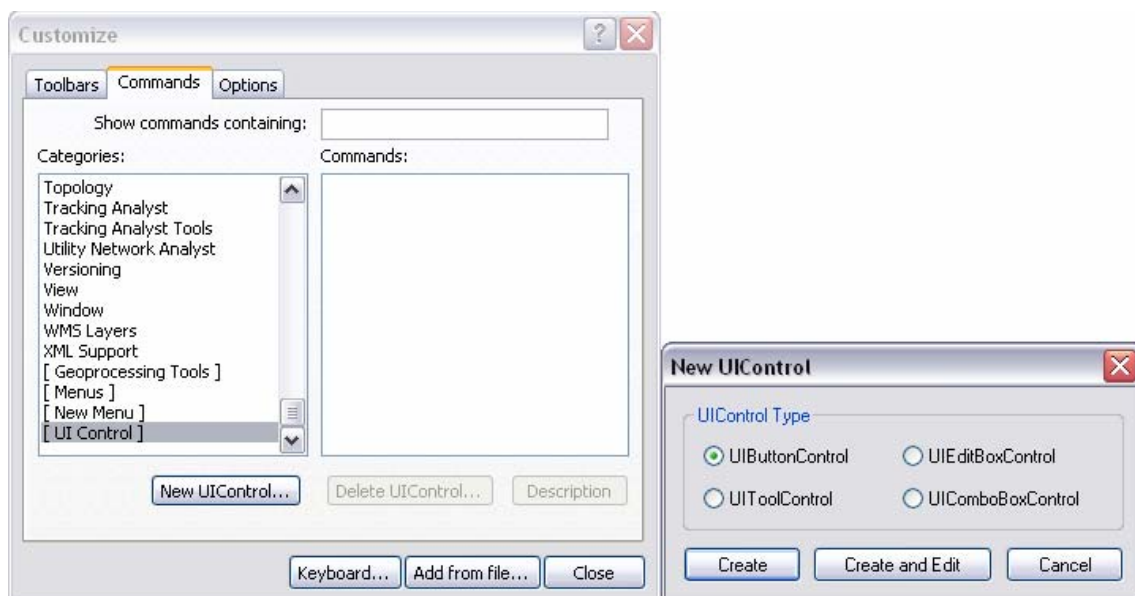 Customize
Toolbars Commands Options
Show commands containing:
Categories: Commands:
Topology
Tracking Analyst
Tracking Analyst Tools
Utility Network Analyst
Versioning
View
Window
WMS Layers
XML Support
[ Geoprocessing Tools ]
[ Menus ]
[ New Menu ]
[ UI Control ]
New UIControl... Delete UIControl... Description
Keyboard... Add from file... Close
New UIControl
UIControl Type
UIButtonControl UIEditBoxControl
UIToolControl UIComboBoxControl
Create Create and Edit Cancel